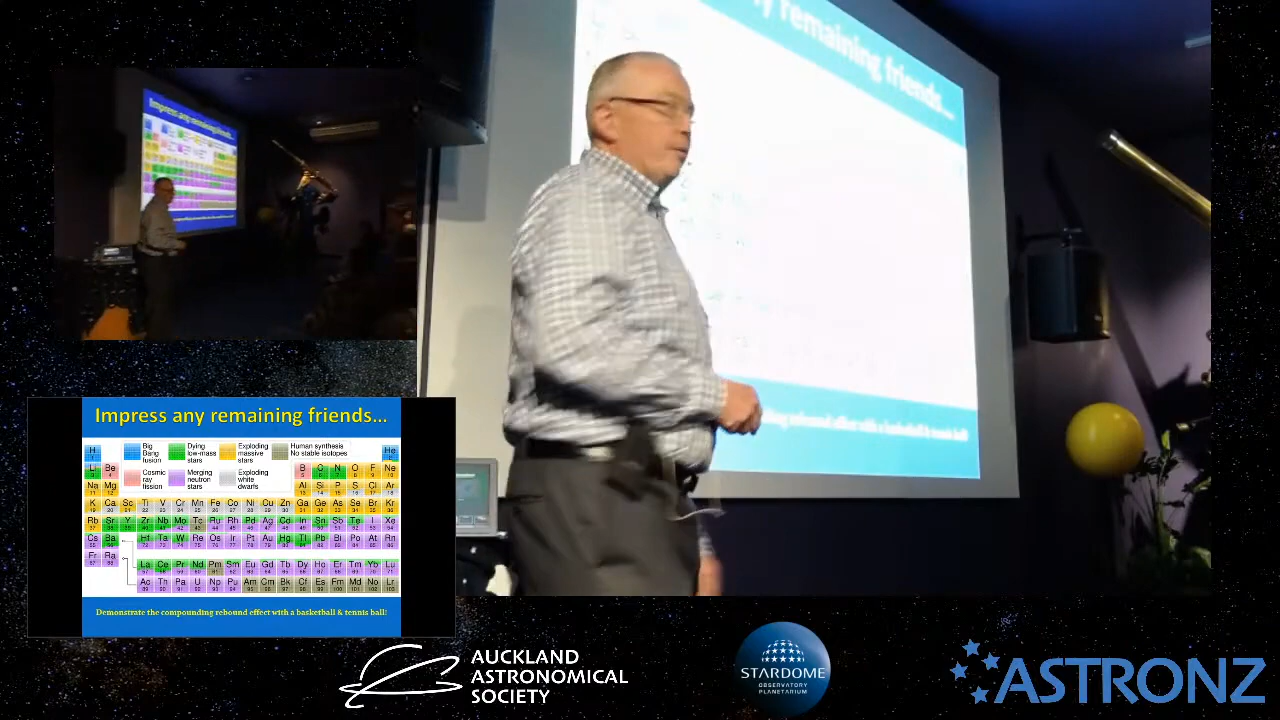 Impress any remaining friends...
y remaining friends...
Impress any remaining friends...
H He
1
Big Bang fusion
Dying low-mass stars
Exploding massive stars
Human synthesis No stable isotopes
Cosmic ray fission
Merging neutron stars
Exploding white dwarfs
Li Be B C N O F Ne
Na Mg Al Si P S Cl Ar
K Ca Sc Ti V Cr Mn Fe Co Ni Cu Zn Ga Ge As Se Br Kr
Rb Sr Y Zr Nb Mo Tc Ru Rh Pd Ag Cd In Sn Sb Te I Xe
Cs Ba Hf Ta W Re Os Ir Pt Au Hg Tl Pb Bi Po At Rn
Fr Ra
La Ce Pr Nd Pm Sm Eu Gd Tb Dy Ho Er Tm Yb Lu
Ac Th Pa U Np Pu Am Cm Bk Cf Es Fm Md No Lr
Demonstrate the compounding rebound effect with a basketball & tennis ball!
AUCKLAND
ASTRONOMICAL
SOCIETY
STARDOME
OBSERVATORY
PLANETARIUM
ASTRONZ